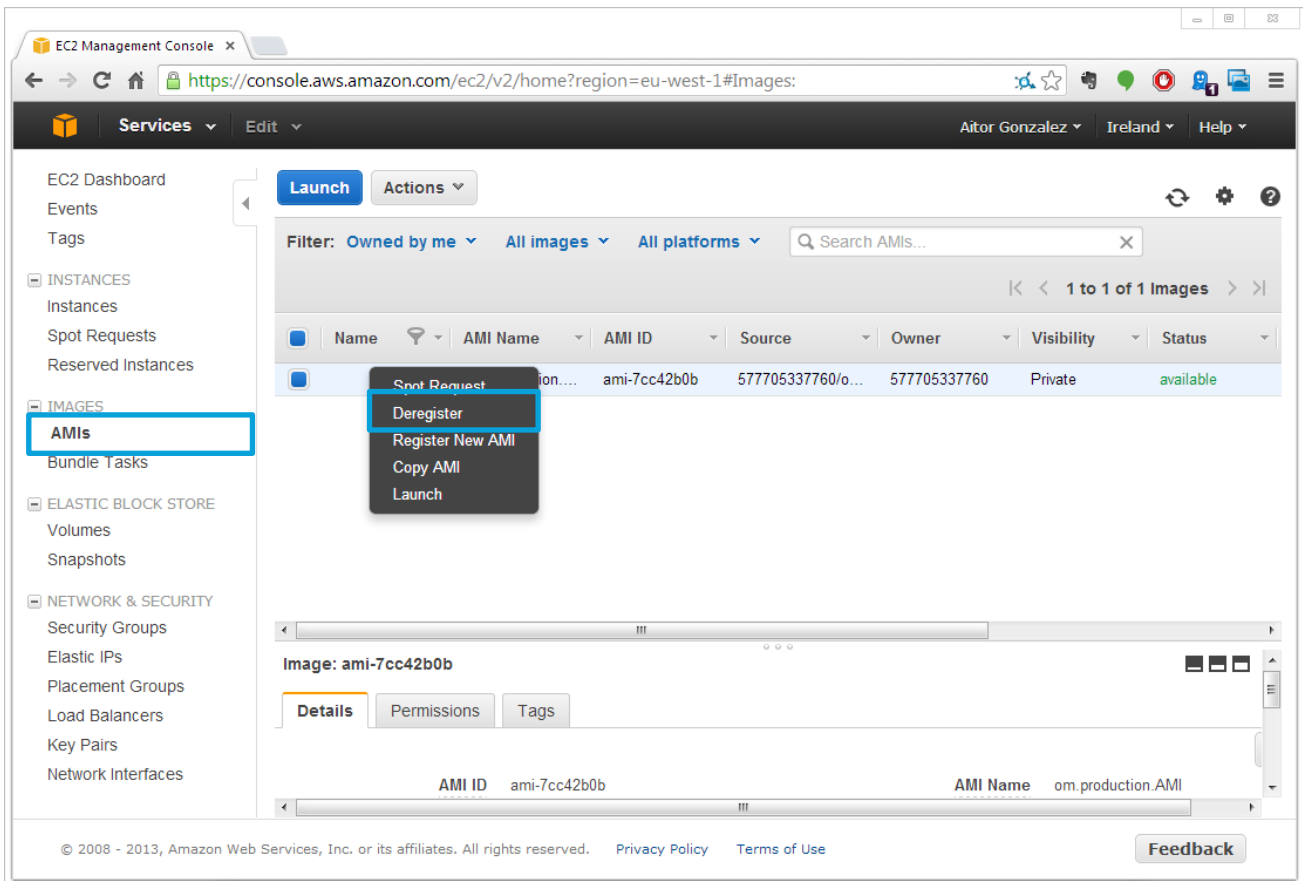 EC2 Management Console
https://console.aws.amazon.com/ec2/v2/home?region=eu-west-1#Images:
1
Services Edit Aitor Gonzalez Ireland Help
EC2 Dashboard
Events
Tags
INSTANCES
Instances
Spot Requests
Reserved Instances
IMAGES
AMIs
Bundle Tasks
ELASTIC BLOCK STORE
Volumes
Snapshots
NETWORK & SECURITY
Security Groups
Elastic IPs
Placement Groups
Load Balancers
Key Pairs
Network Interfaces
Launch Actions
Filter: Owned by me All images All platforms Search AMIs...
1 to 1 of 1 Images
Name AMI Name AMI ID Source Owner Visibility Status
ion.... ami-7cc42b0b 577705337760/o... 577705337760 Private available
Spot Request
Deregister
Register New AMI
Copy AMI
Launch
Image: ami-7cc42b0b
Details Permissions Tags
AMI ID ami-7cc42b0b AMI Name om.production.AMI
© 2008 - 2013, Amazon Web Services, Inc. or its affiliates. All rights reserved. Privacy Policy Terms of Use Feedback